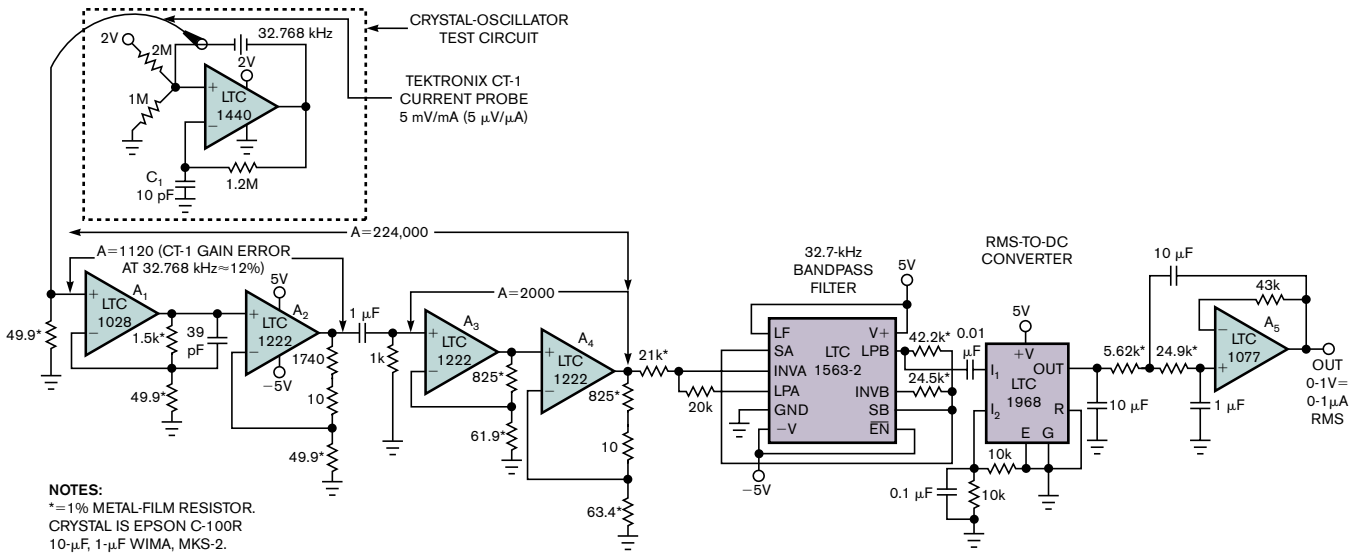 CRYSTAL-OSCILLATOR
TEST CIRCUIT
32.768 kHz
2V
2M
2V
1M
+
LTC
1440
−
TEKTRONIX CT-1
CURRENT PROBE
5 mV/mA (5 µV/µA)
C1
10 pF
1.2M
A=224,000
A=1120 (CT-1 GAIN ERROR
AT 32.768 kHz≈12%)
A=2000
32.7-kHz
BANDPASS
FILTER
RMS-TO-DC
CONVERTER
+
A1
LTC
1028
−
49.9*
1.5k*
39
pF
49.9*
5V
+
A2
LTC
1222
−
−5V
1740
10
49.9*
1 µF
1k
+
A3
LTC
1222
−
825*
61.9*
+
A4
LTC
1222
−
825*
10
63.4*
21k*
20k
5V
LF
V+
SA
LPB
INVA
LTC
1563-2
LPA
INVB
GND
SB
−V
EN
−5V
42.2k*
24.5k*
0.01
µF
5V
+V
I1
OUT
LTC
1968
I2
R
E
G
10k
0.1 µF
10k
5.62k*
24.9k*
10 µF
1 µF
10 µF
43k
−
A5
LTC
1077
+
OUT
0-1V=
0-1µA
RMS
NOTES:
*=1% METAL-FILM RESISTOR.
CRYSTAL IS EPSON C-100R
10-µF, 1-µF WIMA, MKS-2.